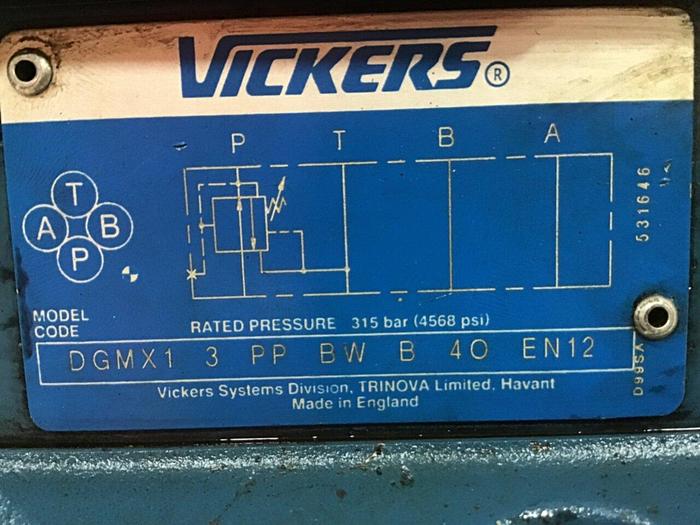 VICKERS®
P T B A
T
A B
P
531646
MODEL
CODE
RATED PRESSURE 315 bar (4568 psi)
DGMX1 3 PP BW B 40 EN12
D99SA
Vickers Systems Division, TRINOVA Limited, Havant
Made in England